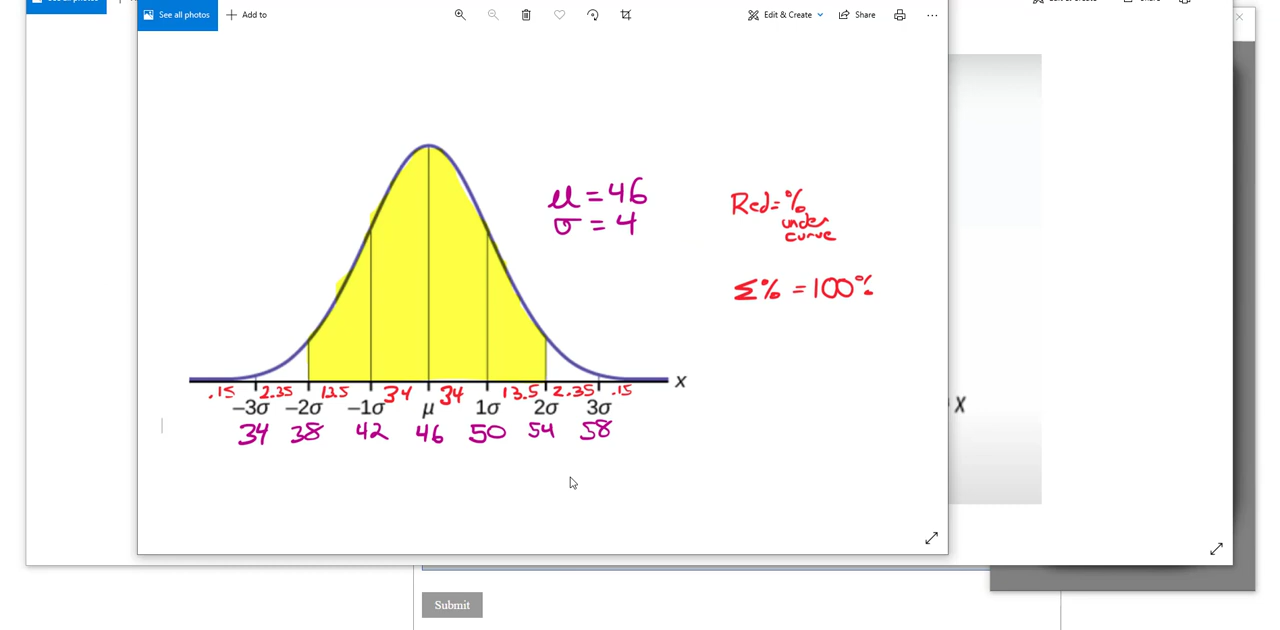 See all photos
Add to
Edit & Create
Share
μ = 46
σ = 4
Red = %
under
curve
Σ% = 100%
x
.15 2.35 13.5 34 34 13.5 2.35 .15
−3σ −2σ −1σ μ 1σ 2σ 3σ
34 38 42 46 50 54 58
X
Submit